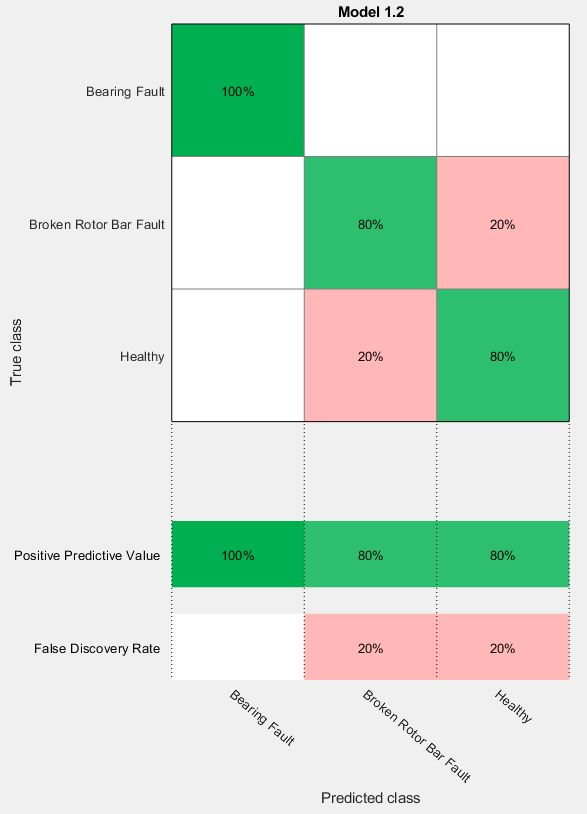 Model 1.2
Bearing Fault
100%
Broken Rotor Bar Fault
80%
20%
Healthy
20%
80%
True class
Positive Predictive Value
100%
80%
80%
False Discovery Rate
20%
20%
Bearing Fault
Broken Rotor Bar Fault
Healthy
Predicted class